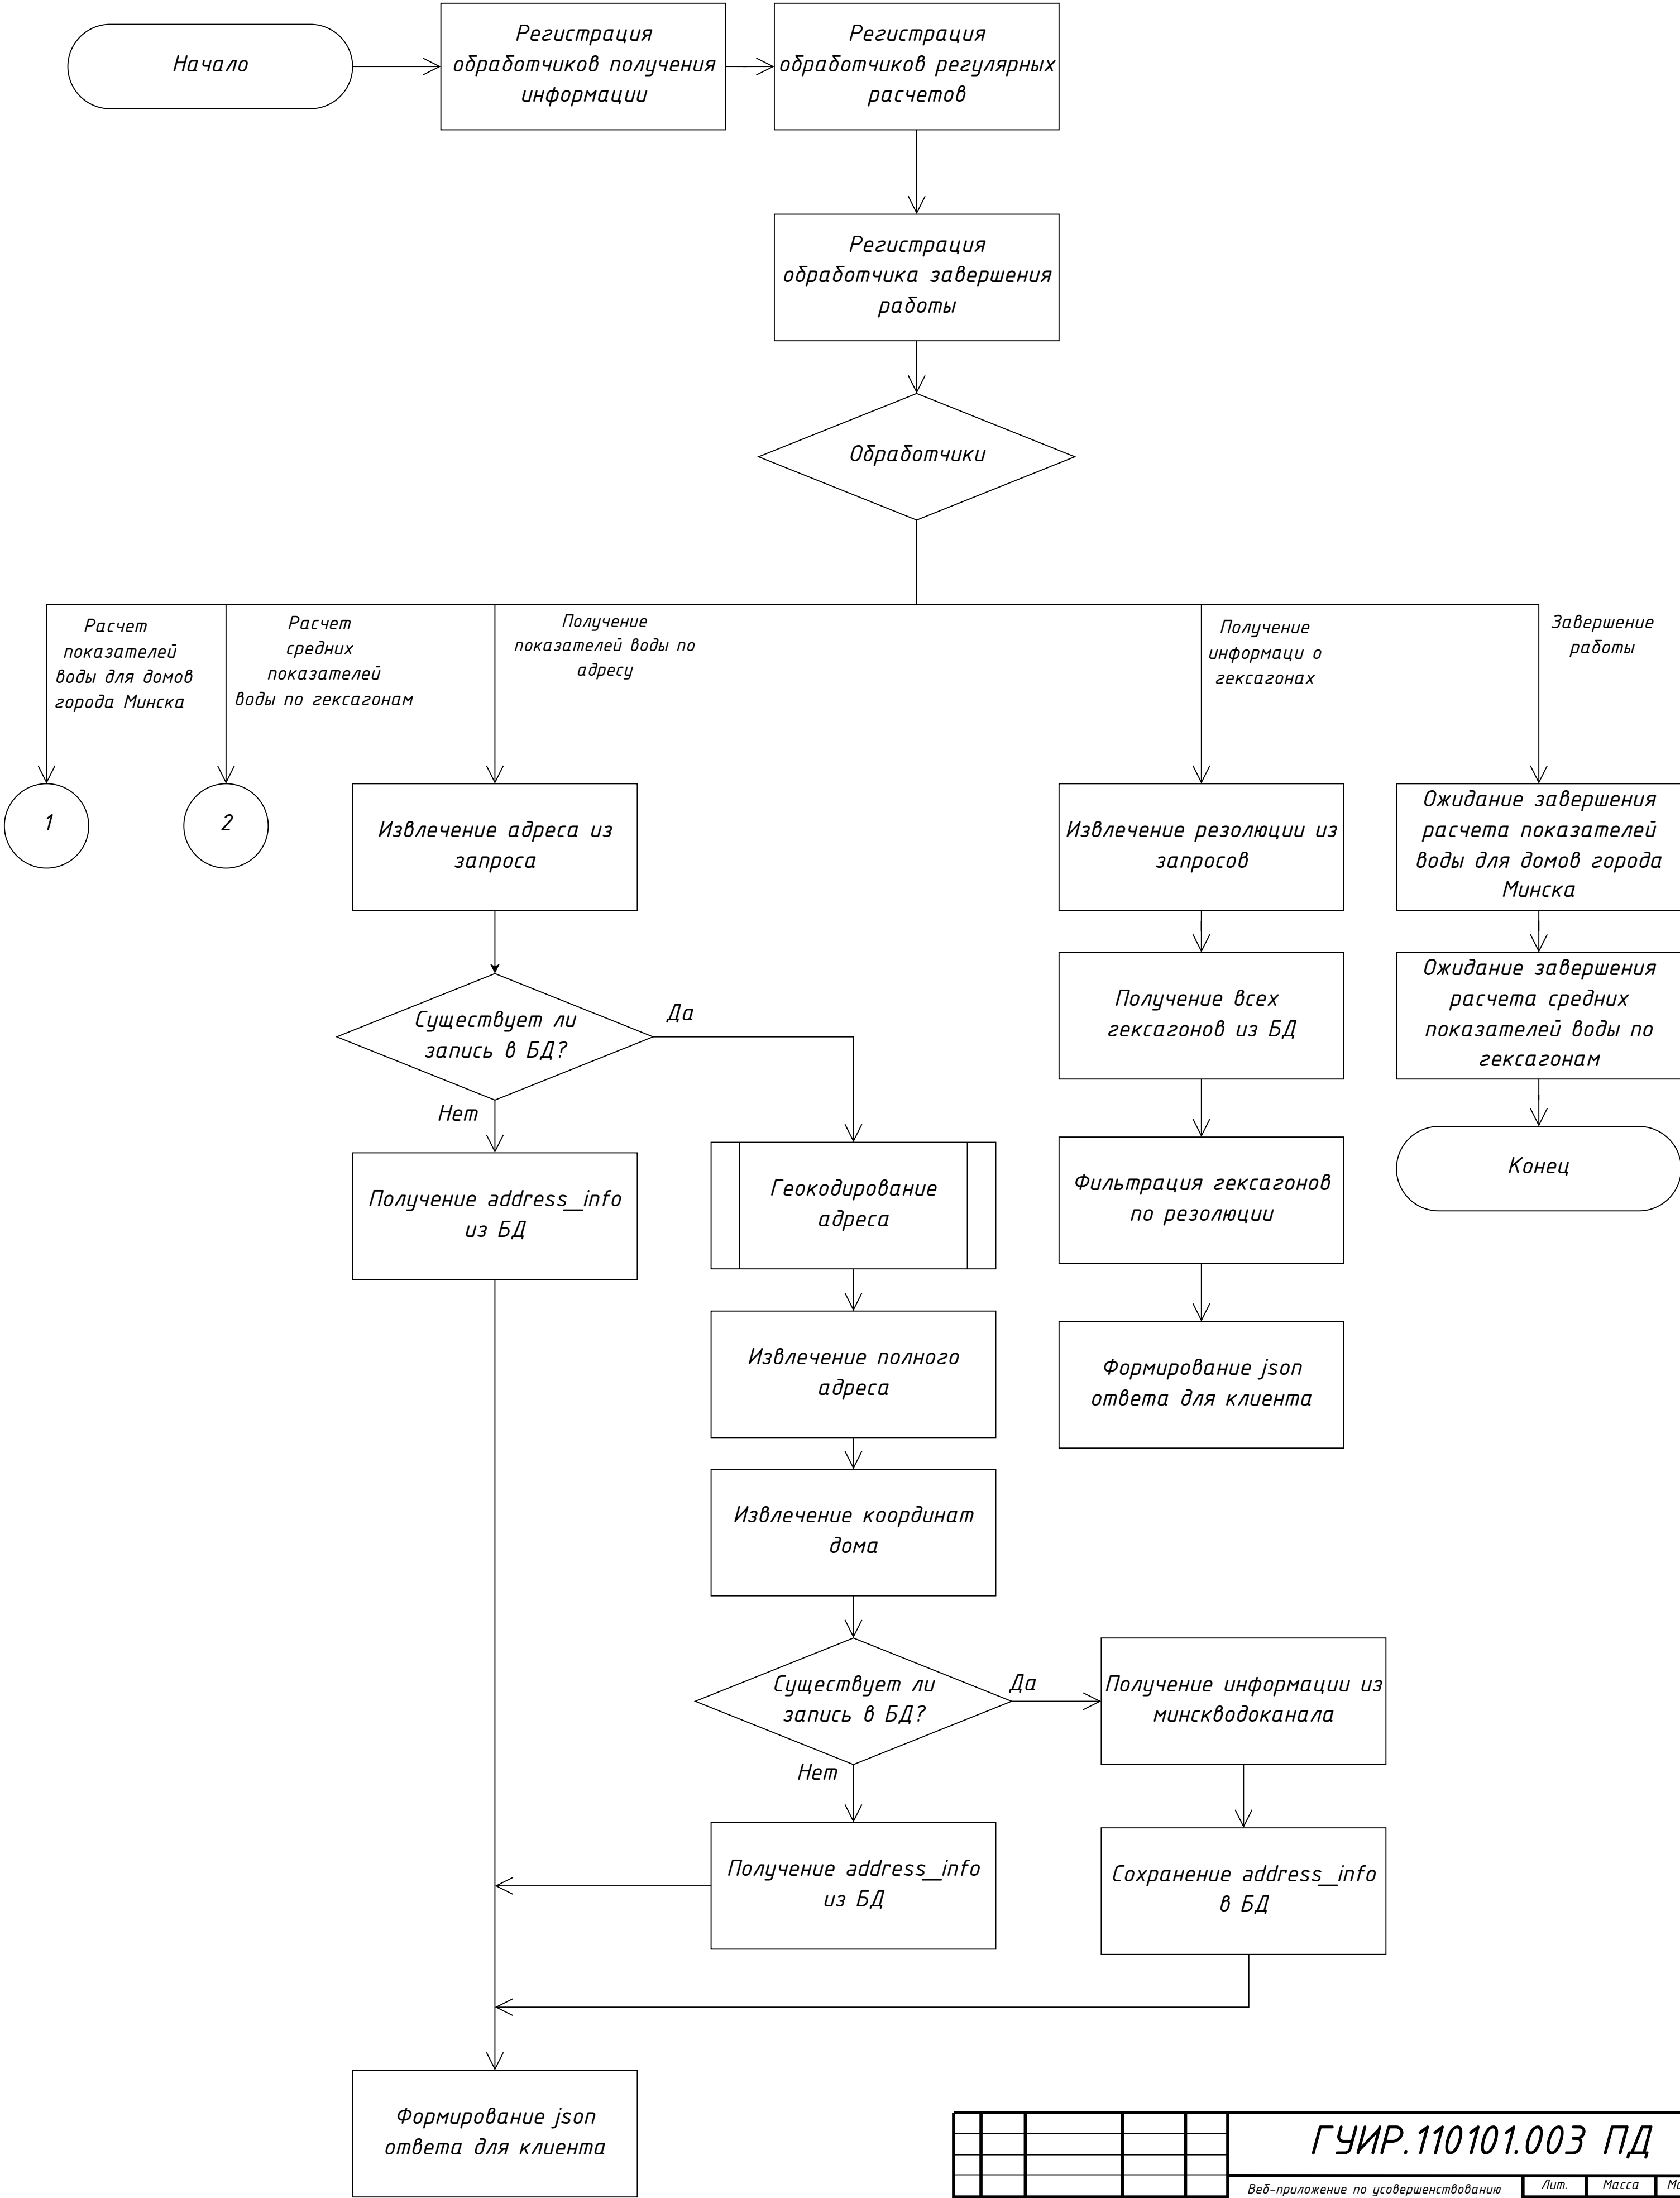 Начало
Регистрация
обработчиков получения
информации
Регистрация
обработчиков регулярных
расчетов
Регистрация
обработчика завершения
работы
Обработчики
Расчет
показателей
воды для домов
города Минска
Расчет
средних
показателей
воды по гексагонам
Получение
показателей воды по
адресу
Получение
информаци о
гексагонах
Завершение
работы
1
2
Извлечение адреса из
запроса
Извлечение резолюции из
запросов
Ожидание завершения
расчета показателей
воды для домов города
Минска
Существует ли
запись в БД?
Да
Нет
Получение всех
гексагонов из БД
Ожидание завершения
расчета средних
показателей воды по
гексагонам
Получение address_info
из БД
Геокодирование
адреса
Фильтрация гексагонов
по резолюции
Конец
Извлечение полного
адреса
Формирование json
ответа для клиента
Извлечение координат
дома
Существует ли
запись в БД?
Да
Нет
Получение информации из
минскводоканала
Получение address_info
из БД
Сохранение address_info
в БД
Формирование json
ответа для клиента
ГУИР.110101.003 ПД
Веб-приложение по усовершенствованию
Лит.
Масса